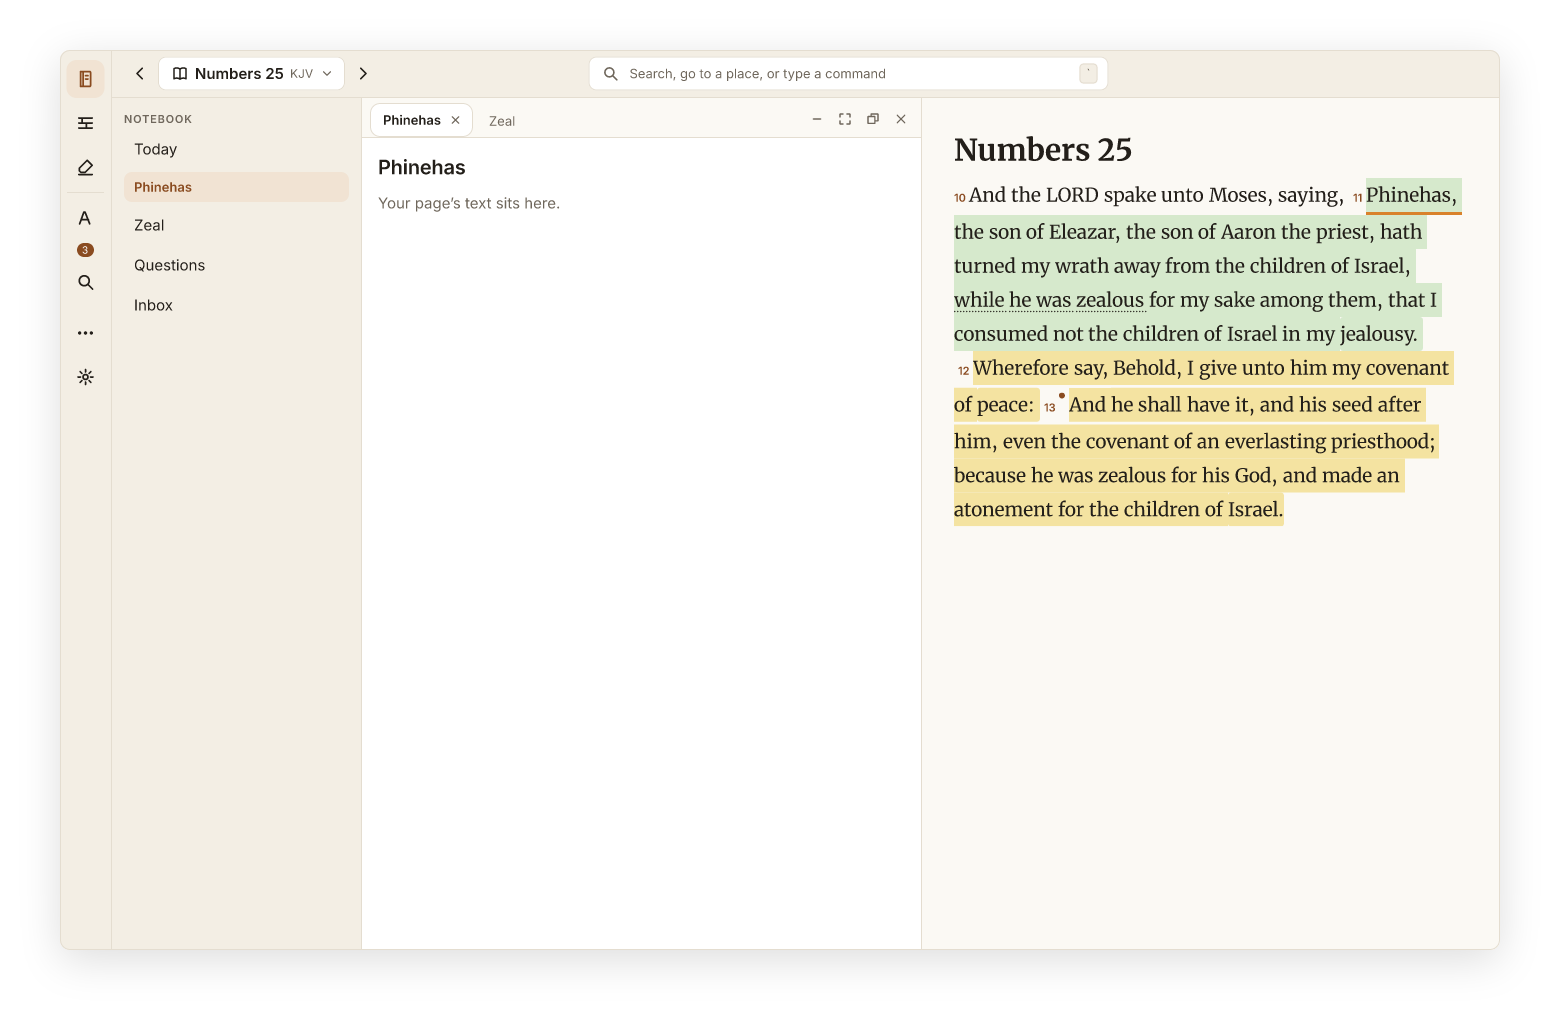 Numbers 25 KJV
Search, go to a place, or type a command
NOTEBOOK
Today
Phinehas
Zeal
Questions
Inbox
A
3
Phinehas
Zeal
Phinehas
Your page’s text sits here.
Numbers 25
10 And the LORD spake unto Moses, saying, 11 Phinehas,
the son of Eleazar, the son of Aaron the priest, hath
turned my wrath away from the children of Israel,
while he was zealous for my sake among them, that I
consumed not the children of Israel in my jealousy.
12 Wherefore say, Behold, I give unto him my covenant
of peace: 13 And he shall have it, and his seed after
him, even the covenant of an everlasting priesthood;
because he was zealous for his God, and made an
atonement for the children of Israel.